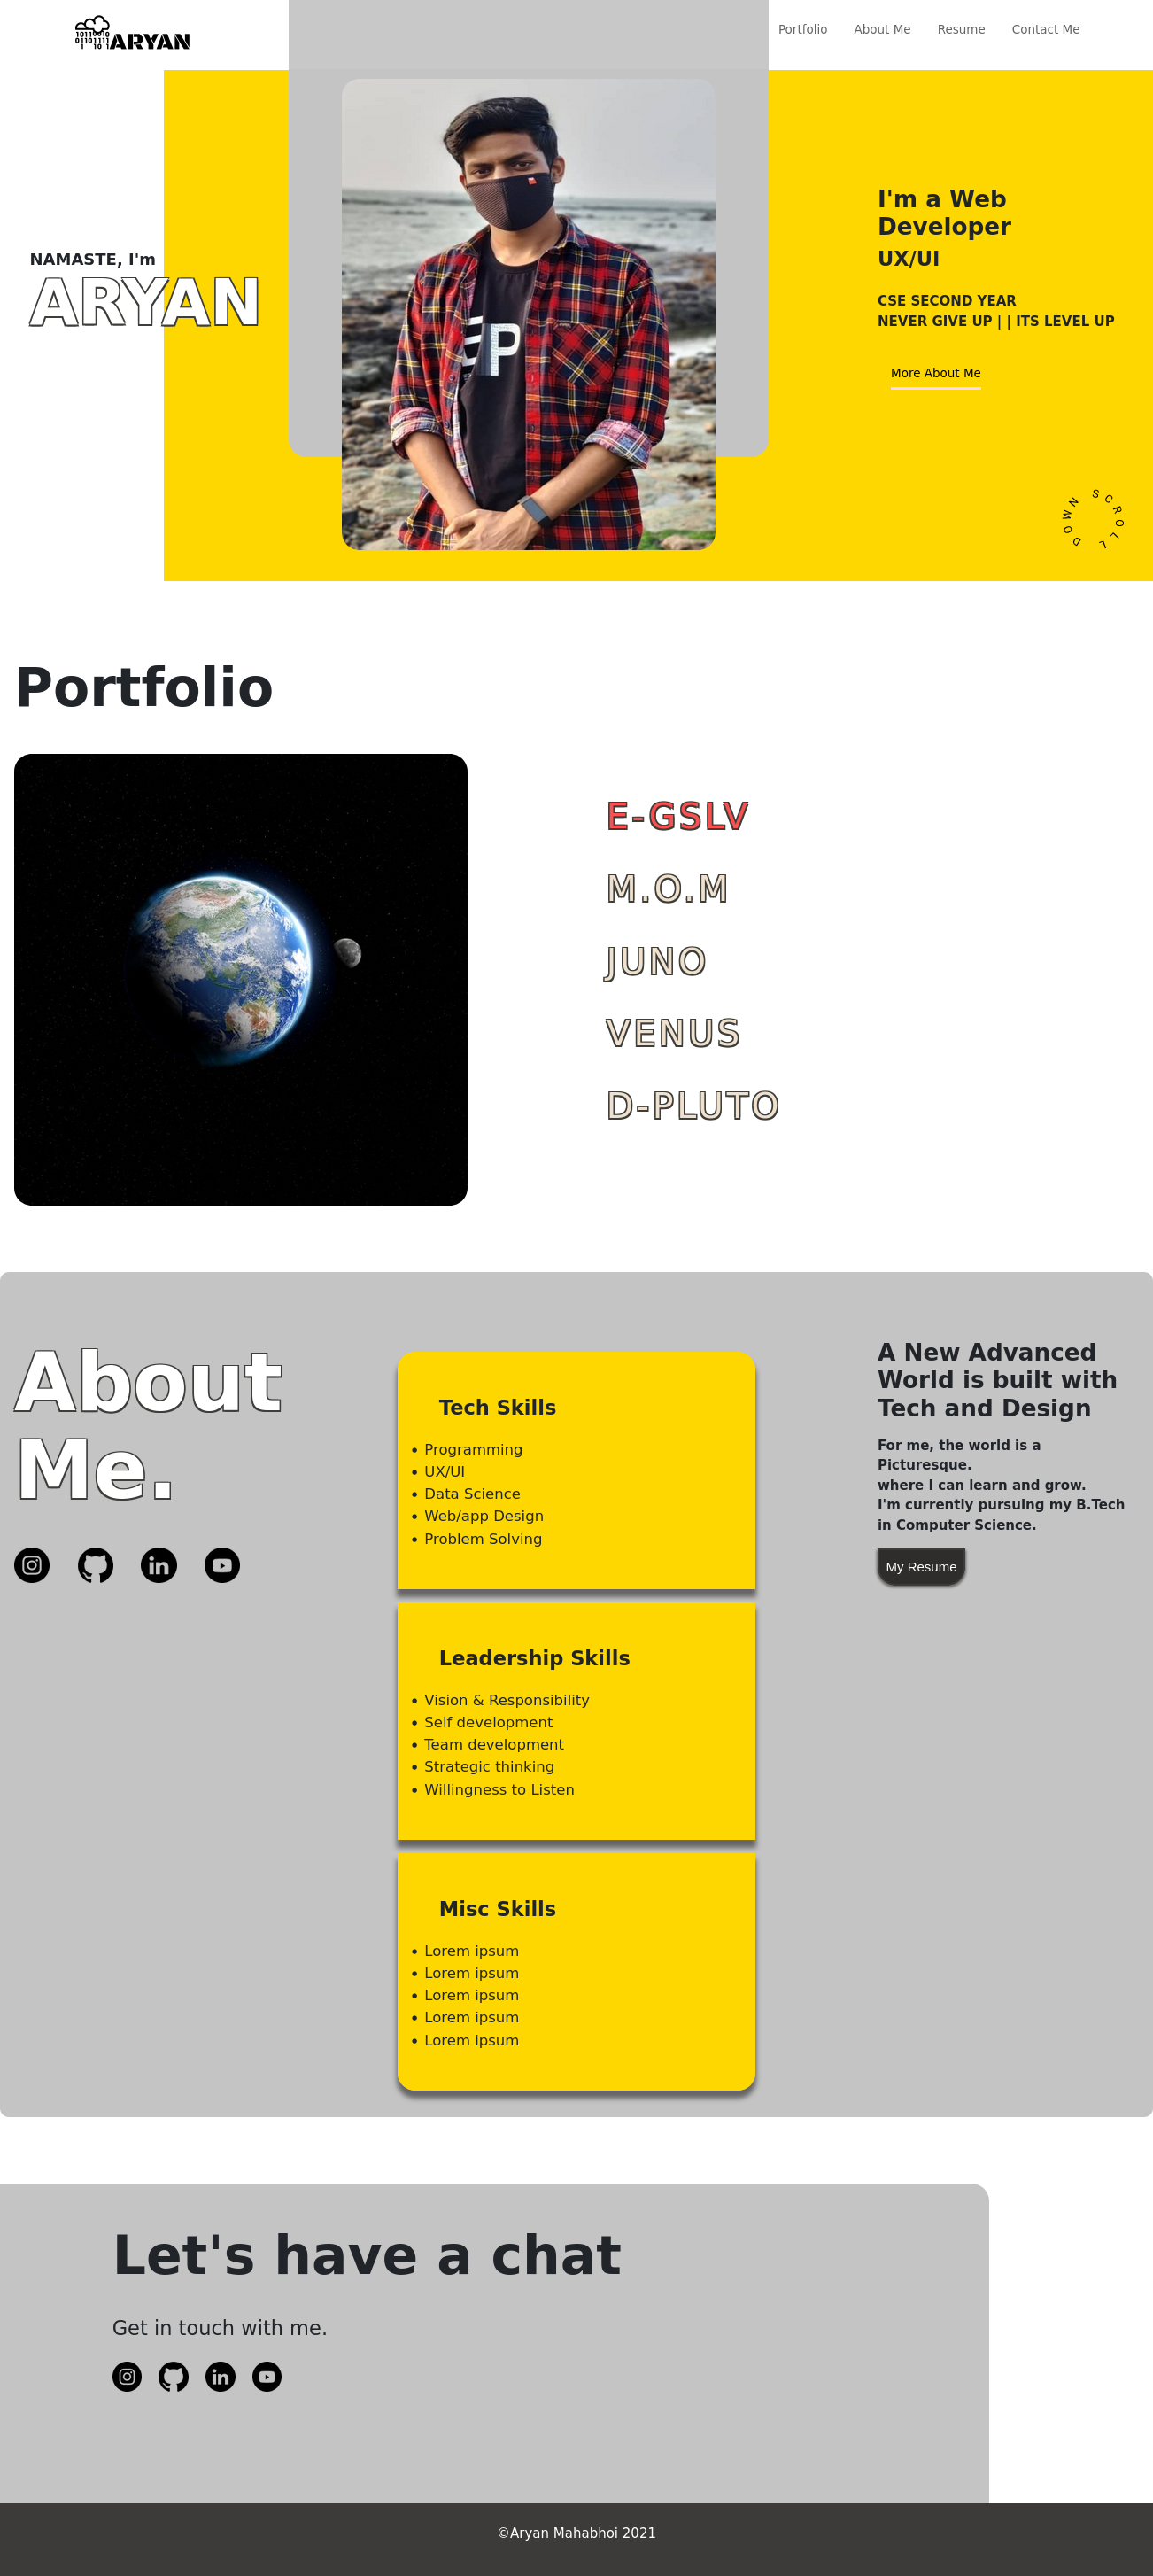 011011010
01101111
1 10 1
ARYAN
Portfolio
About Me
Resume
Contact Me
NAMASTE, I'm
ARYAN
I'm a Web
Developer
UX/UI
CSE SECOND YEAR
NEVER GIVE UP | | ITS LEVEL UP
More About Me
SCROLL DOWN
Portfolio
E-GSLV
M.O.M
JUNO
VENUS
D-PLUTO
About
Me.
Tech Skills
• Programming
• UX/UI
• Data Science
• Web/app Design
• Problem Solving
Leadership Skills
• Vision & Responsibility
• Self development
• Team development
• Strategic thinking
• Willingness to Listen
Misc Skills
• Lorem ipsum
• Lorem ipsum
• Lorem ipsum
• Lorem ipsum
• Lorem ipsum
A New Advanced
World is built with
Tech and Design
For me, the world is a
Picturesque.
where I can learn and grow.
I'm currently pursuing my B.Tech
in Computer Science.
My Resume
Let's have a chat
Get in touch with me.
©Aryan Mahabhoi 2021